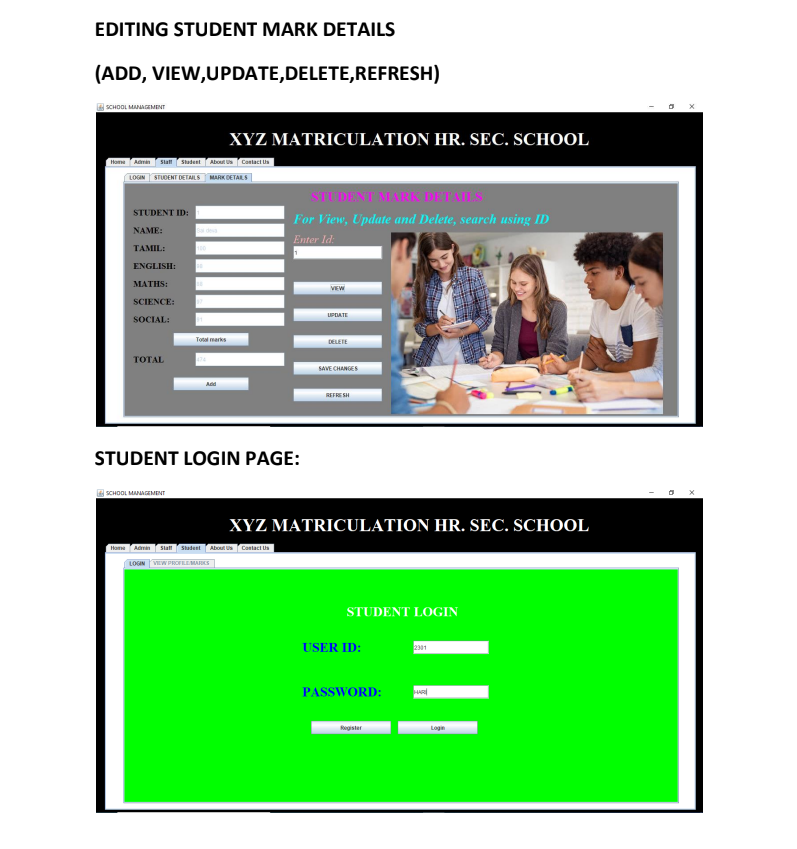 EDITING STUDENT MARK DETAILS
(ADD, VIEW,UPDATE,DELETE,REFRESH)
SCHOOL MANAGEMENT
XYZ MATRICULATION HR. SEC. SCHOOL
Home Admin Staff Student About Us Contact Us
LOGIN STUDENT DETAILS MARK DETAILS
STUDENT MARK DETAILS
For View, Update and Delete, search using ID
Enter Id:
1
STUDENT ID: 1
NAME:
TAMIL: 100
ENGLISH:
MATHS:
SCIENCE:
SOCIAL:
Total marks
TOTAL 474
Add
VIEW
UPDATE
DELETE
SAVE CHANGES
REFRESH
STUDENT LOGIN PAGE:
SCHOOL MANAGEMENT
XYZ MATRICULATION HR. SEC. SCHOOL
Home Admin Staff Student About Us Contact Us
LOGIN VIEW PROFILE/MARKS
STUDENT LOGIN
USER ID: 2301
PASSWORD: HARI
Register Login